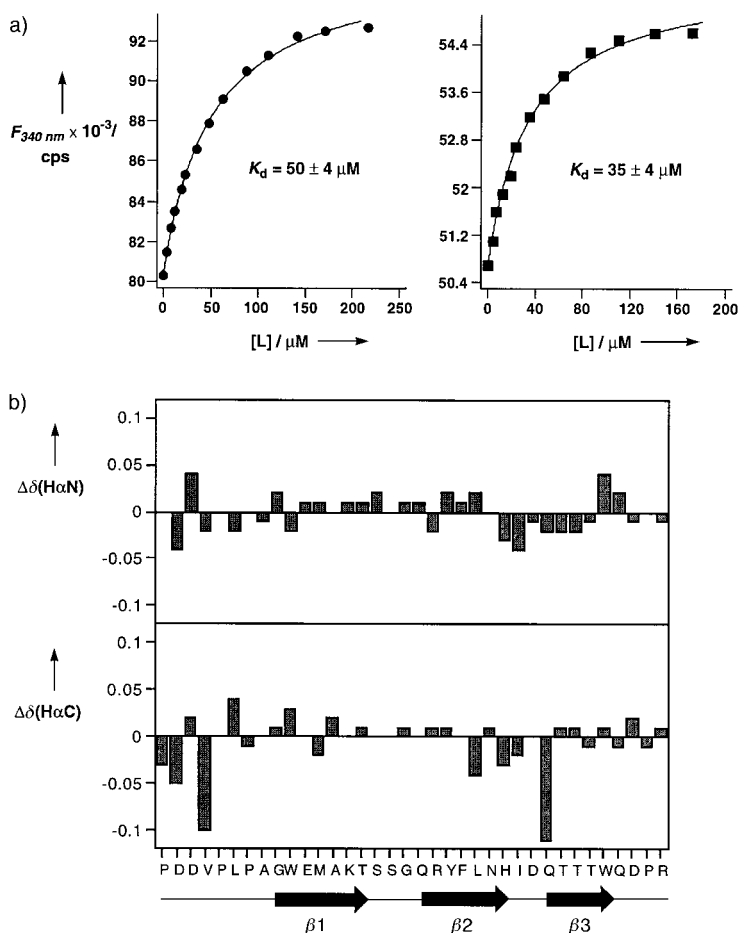 a)
F340 nm × 10-3/
cps
92
90
88
86
84
82
80
Kd = 50 ± 4 μM
0 50 100 150 200 250
[L] / μM
54.4
53.6
52.8
52
51.2
50.4
Kd = 35 ± 4 μM
0 40 80 120 160 200
[L] / μM
b)
Δδ(HαN)
0.1
0.05
0
-0.05
-0.1
Δδ(HαC)
0.1
0.05
0
-0.05
-0.1
P D D V P L P A G W E M A K T S S G Q R Y F L N H I D Q T T T W Q D P R
β1 β2 β3